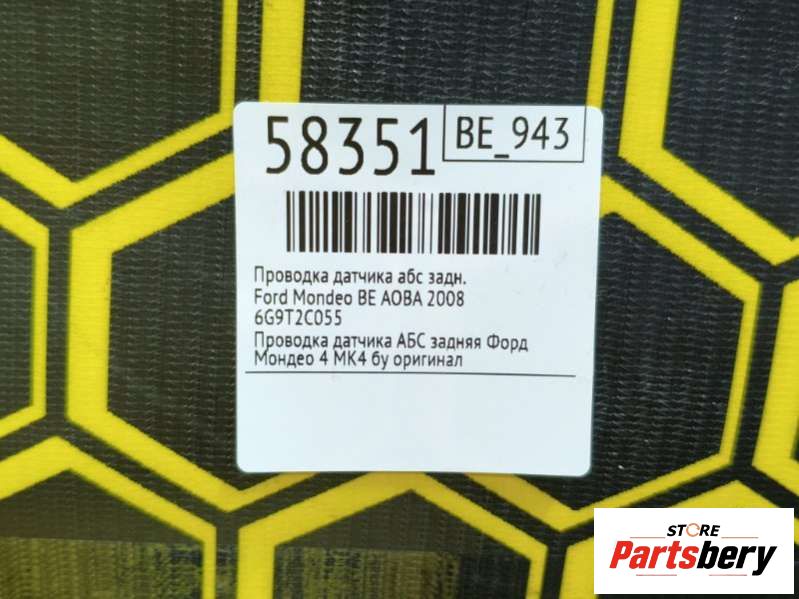 58351
BE_943
Проводка датчика абс задн.
Ford Mondeo BE AOBA 2008
6G9T2C055
Проводка датчика АБС задняя Форд
Мондео 4 МК4 бу оригинал
STORE
Partsbery